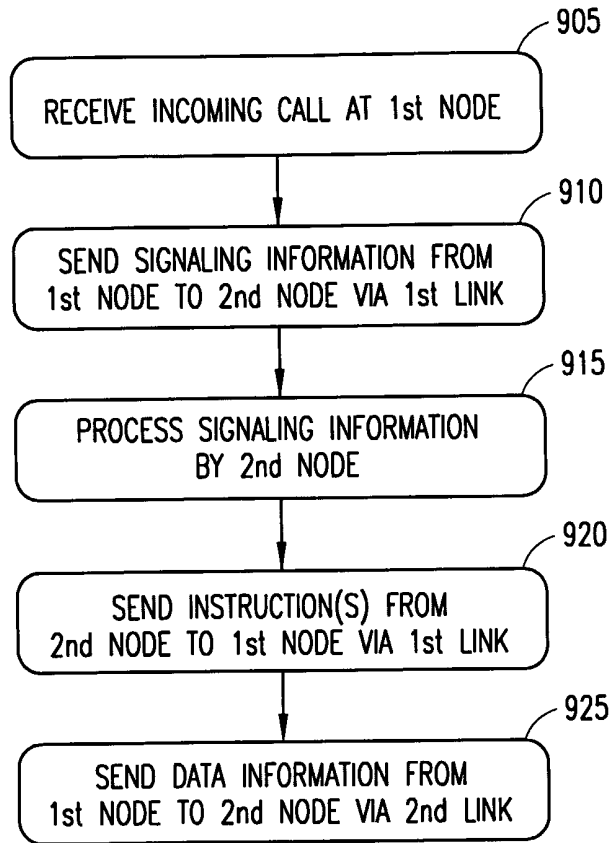 905
RECEIVE INCOMING CALL AT 1st NODE
910
SEND SIGNALING INFORMATION FROM
1st NODE TO 2nd NODE VIA 1st LINK
915
PROCESS SIGNALING INFORMATION
BY 2nd NODE
920
SEND INSTRUCTION(S) FROM
2nd NODE TO 1st NODE VIA 1st LINK
925
SEND DATA INFORMATION FROM
1st NODE TO 2nd NODE VIA 2nd LINK